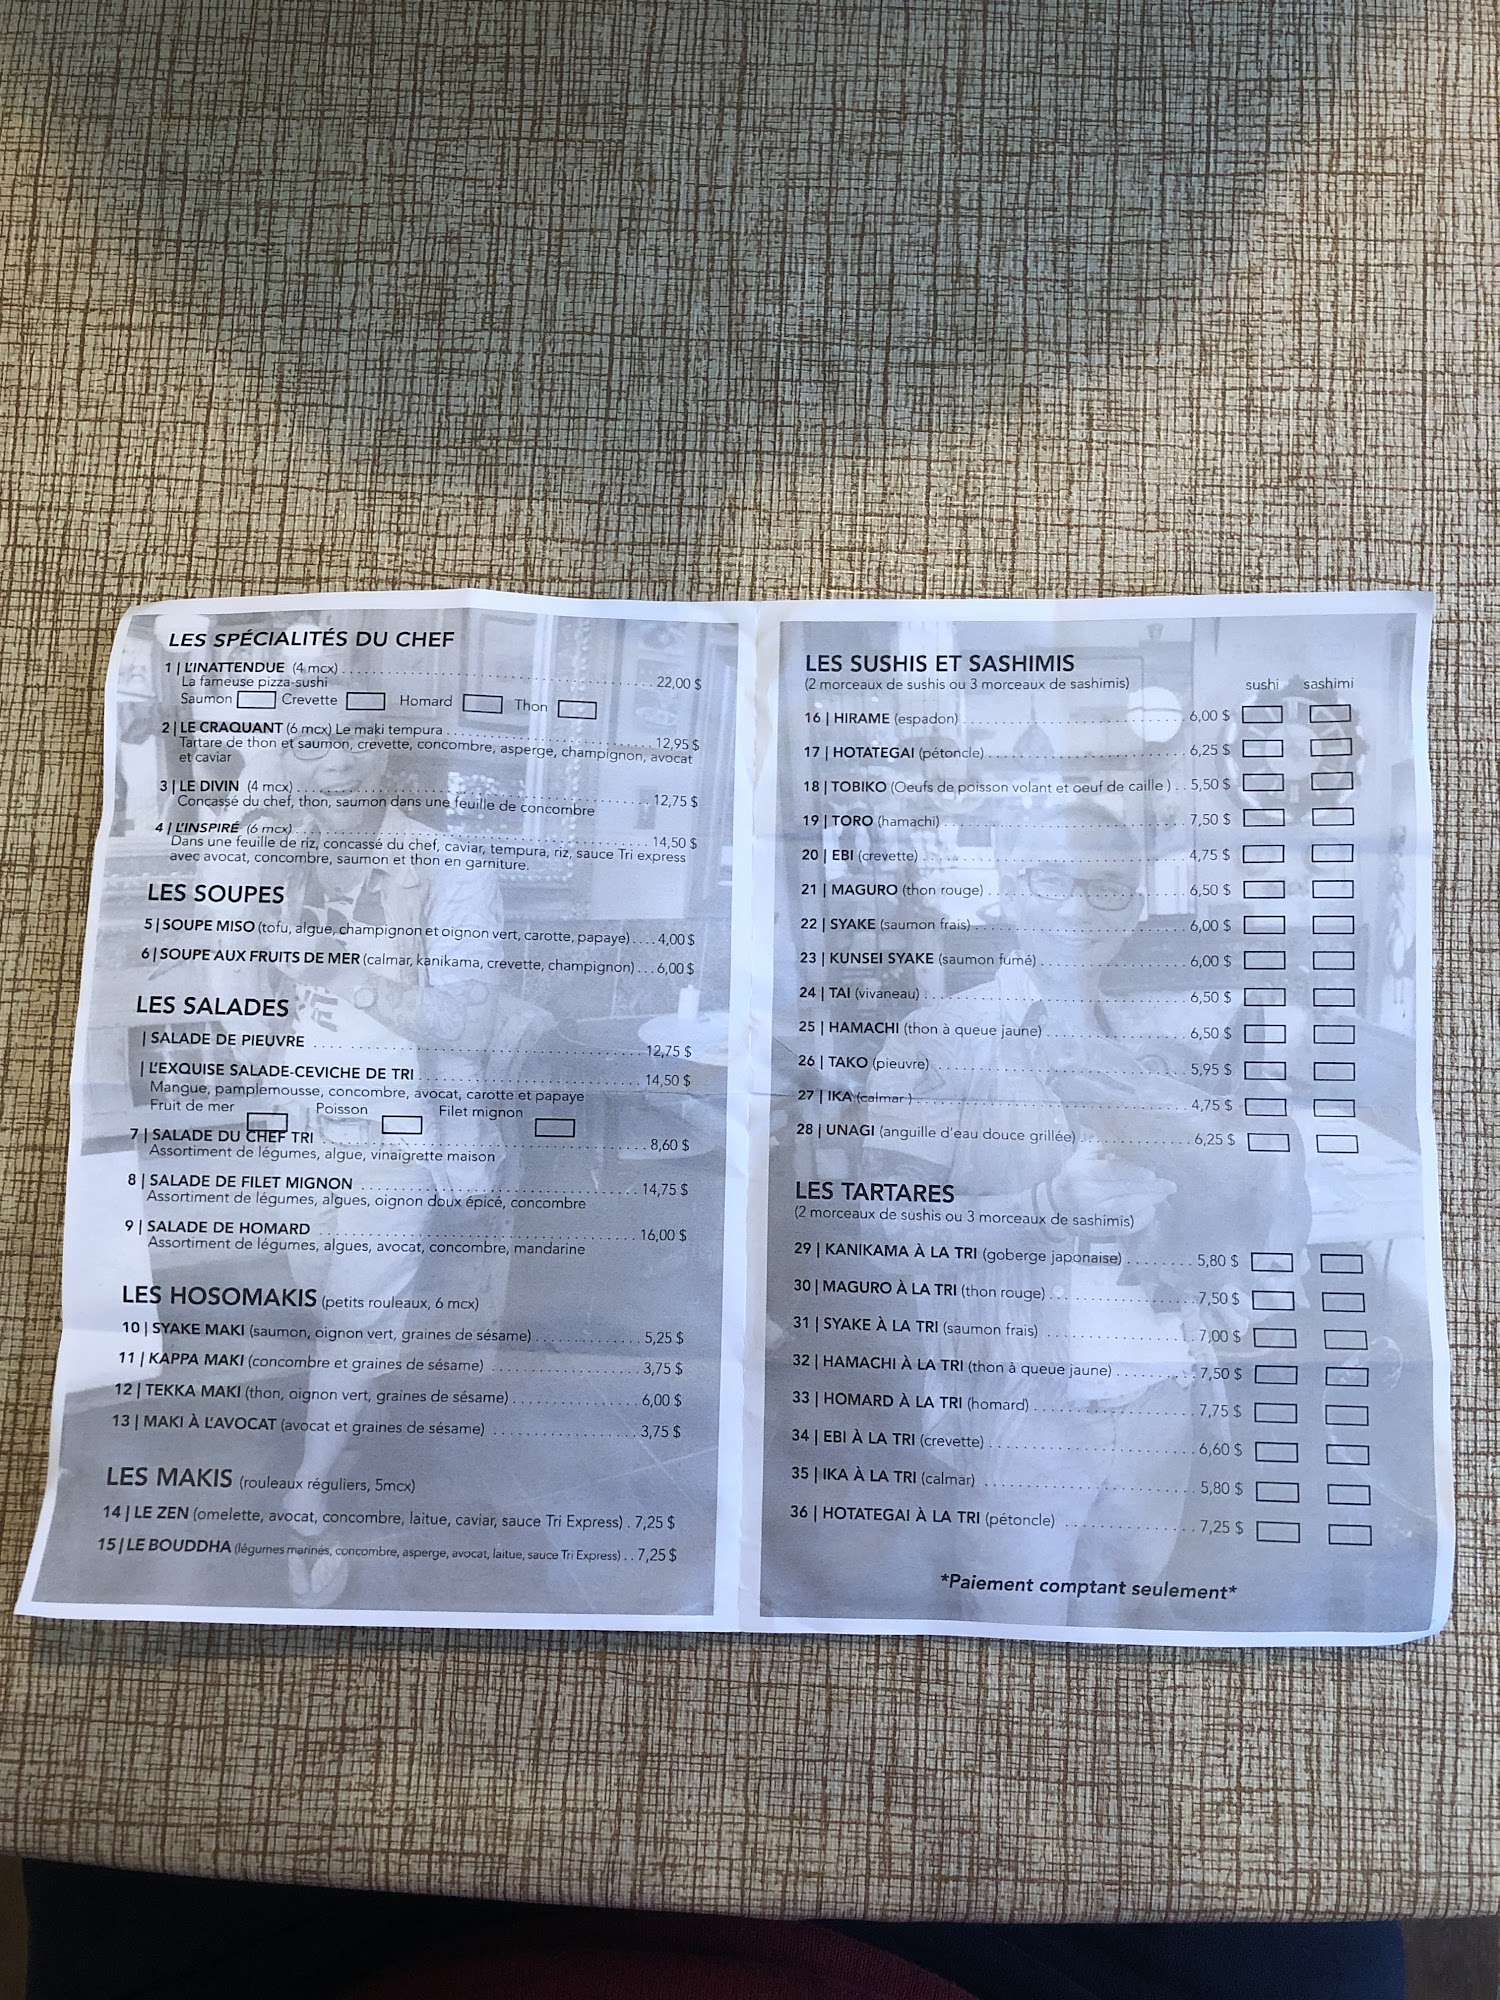 LES SPÉCIALITÉS DU CHEF
1 | L'INATTENDUE (4 mcx) 22,00 $
La fameuse pizza-sushi
Saumon Crevette Homard Thon
2 | LE CRAQUANT (6 mcx) Le maki tempura 12,95 $
Tartare de thon et saumon, crevette, concombre, asperge, champignon, avocat
et caviar
3 | LE DIVIN (4 mcx) 12,75 $
Concassé du chef, thon, saumon dans une feuille de concombre
4 | L'INSPIRÉ (6 mcx) 14,50 $
Dans une feuille de riz, concassé du chef, caviar, tempura, riz, sauce Tri express
avec avocat, concombre, saumon et thon en garniture.
LES SOUPES
5 | SOUPE MISO (tofu, algue, champignon et oignon vert, carotte, papaye) 4,00 $
6 | SOUPE AUX FRUITS DE MER (calmar, kanikama, crevette, champignon) 6,00 $
LES SALADES
| SALADE DE PIEUVRE 12,75 $
| L'EXQUISE SALADE-CEVICHE DE TRI 14,50 $
Mangue, pamplemousse, concombre, avocat, carotte et papaye
Fruit de mer Poisson Filet mignon
7 | SALADE DU CHEF TRI 8,60 $
Assortiment de légumes, algue, vinaigrette maison
8 | SALADE DE FILET MIGNON 14,75 $
Assortiment de légumes, algues, oignon doux épicé, concombre
9 | SALADE DE HOMARD 16,00 $
Assortiment de légumes, algues, avocat, concombre, mandarine
LES HOSOMAKIS (petits rouleaux, 6 mcx)
10 | SYAKE MAKI (saumon, oignon vert, graines de sésame) 5,25 $
11 | KAPPA MAKI (concombre et graines de sésame) 3,75 $
12 | TEKKA MAKI (thon, oignon vert, graines de sésame) 6,00 $
13 | MAKI À L'AVOCAT (avocat et graines de sésame) 3,75 $
LES MAKIS (rouleaux réguliers, 5mcx)
14 | LE ZEN (omelette, avocat, concombre, laitue, caviar, sauce Tri Express) 7,25 $
15 | LE BOUDDHA (légumes marinés, concombre, asperge, avocat, laitue, sauce Tri Express) 7,25 $
LES SUSHIS ET SASHIMIS
(2 morceaux de sushis ou 3 morceaux de sashimis) sushi sashimi
16 | HIRAME (espadon) 6,00 $
17 | HOTATEGAI (pétoncle) 6,25 $
18 | TOBIKO (Oeufs de poisson volant et oeuf de caille ) 5,50 $
19 | TORO (hamachi) 7,50 $
20 | EBI (crevette) 4,75 $
21 | MAGURO (thon rouge) 6,50 $
22 | SYAKE (saumon frais) 6,00 $
23 | KUNSEI SYAKE (saumon fumé) 6,00 $
24 | TAI (vivaneau) 6,50 $
25 | HAMACHI (thon à queue jaune) 6,50 $
26 | TAKO (pieuvre) 5,95 $
27 | IKA (calmar ) 4,75 $
28 | UNAGI (anguille d'eau douce grillée) 6,25 $
LES TARTARES
(2 morceaux de sushis ou 3 morceaux de sashimis)
29 | KANIKAMA À LA TRI (goberge japonaise) 5,80 $
30 | MAGURO À LA TRI (thon rouge) 7,50 $
31 | SYAKE À LA TRI (saumon frais) 7,00 $
32 | HAMACHI À LA TRI (thon à queue jaune) 7,50 $
33 | HOMARD À LA TRI (homard) 7,75 $
34 | EBI À LA TRI (crevette) 6,60 $
35 | IKA À LA TRI (calmar) 5,80 $
36 | HOTATEGAI À LA TRI (pétoncle) 7,25 $
*Paiement comptant seulement*